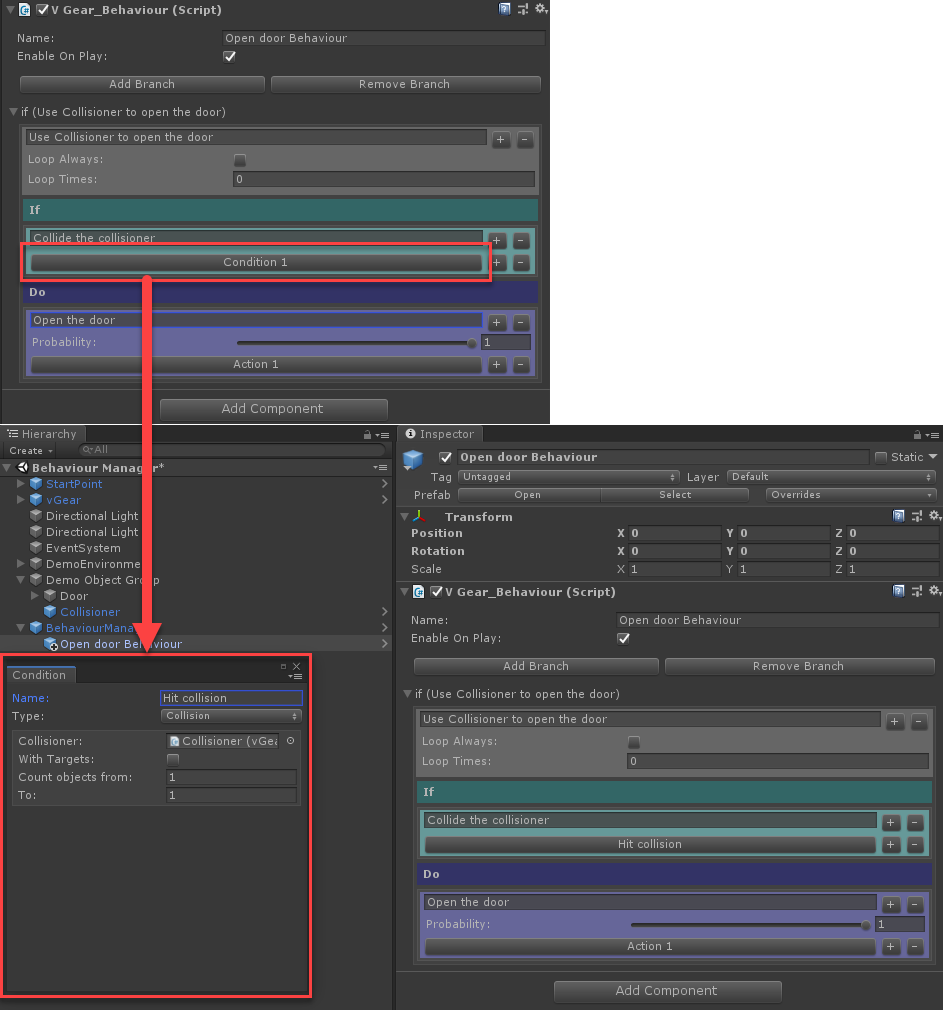 V Gear_Behaviour (Script)
Name: Open door Behaviour
Enable On Play:
Add Branch Remove Branch
if (Use Collisioner to open the door)
Use Collisioner to open the door + -
Loop Always:
Loop Times: 0
If
Collide the collisioner + -
Condition 1 + -
Do
Open the door + -
Probability: 1
Action 1 + -
Add Component
Hierarchy
Create All
Behaviour Manager*
StartPoint
vGear
Directional Light
Directional Light
EventSystem
DemoEnvironme
Demo Object Group
Door
Collisioner
BehaviourMana
Open door Behaviour
Condition
Name: Hit collision
Type: Collision
Collisioner: Collisioner (vGea
With Targets:
Count objects from: 1
To: 1
Inspector
Open door Behaviour Static
Tag Untagged Layer Default
Prefab Open Select Overrides
Transform
Position X 0 Y 0 Z 0
Rotation X 0 Y 0 Z 0
Scale X 1 Y 1 Z 1
V Gear_Behaviour (Script)
Name: Open door Behaviour
Enable On Play:
Add Branch Remove Branch
if (Use Collisioner to open the door)
Use Collisioner to open the door + -
Loop Always:
Loop Times: 0
If
Collide the collisioner + -
Hit collision + -
Do
Open the door + -
Probability: 1
Action 1 + -
Add Component